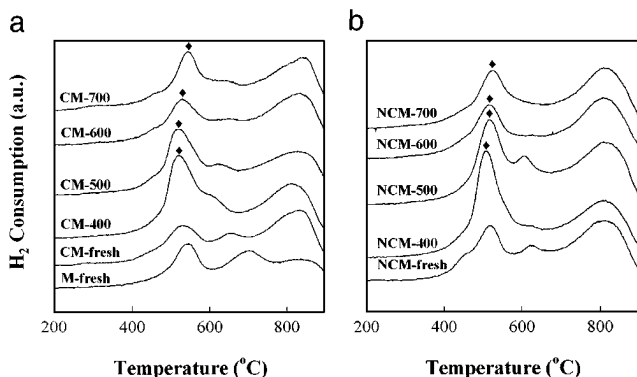 a
b
H₂ Consumption (a.u.)
CM-700
CM-600
CM-500
CM-400
CM-fresh
M-fresh
200 400 600 800
Temperature (°C)
NCM-700
NCM-600
NCM-500
NCM-400
NCM-fresh
200 400 600 800
Temperature (°C)